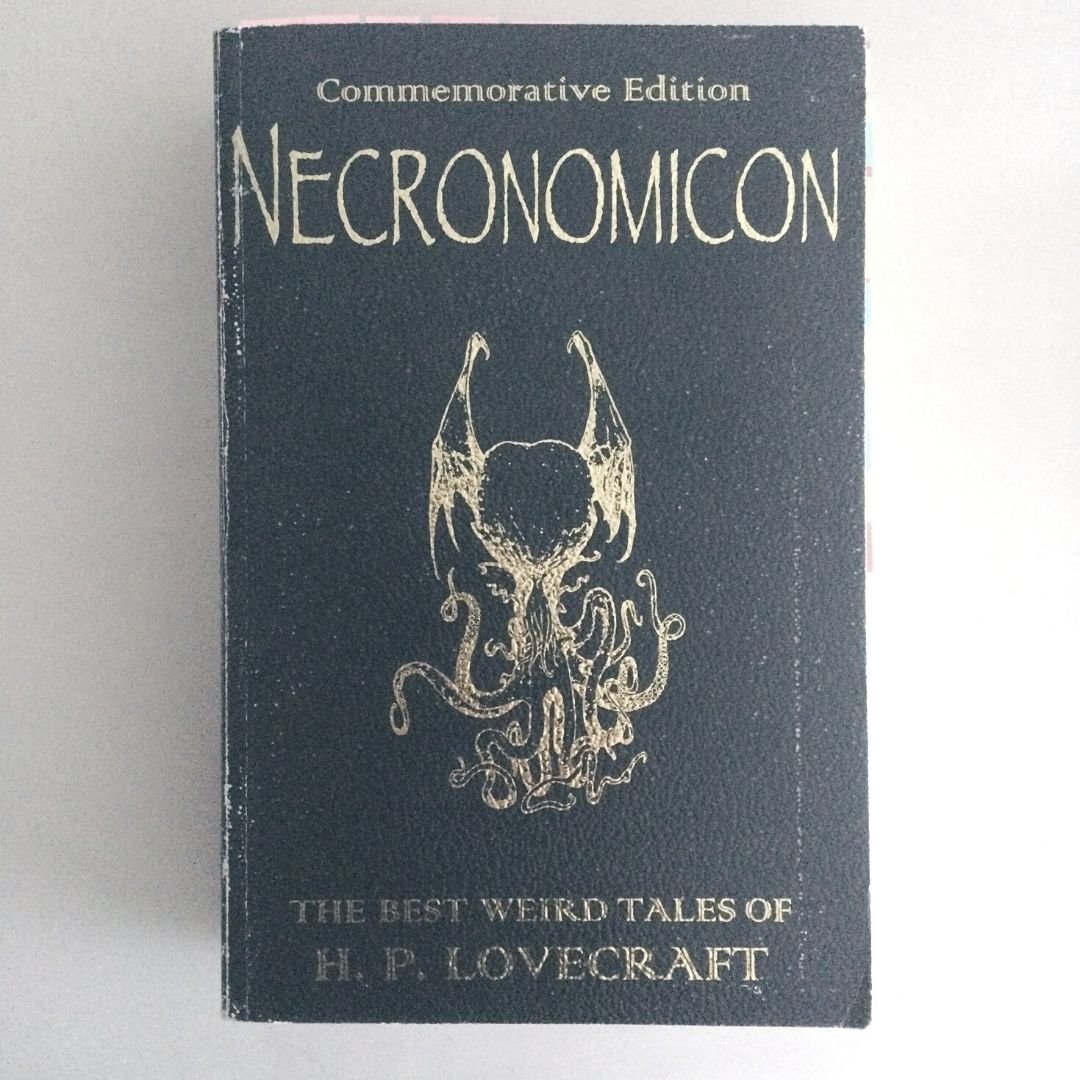 Commemorative Edition
NECRONOMICON
THE BEST WEIRD TALES OF
H. P. LOVECRAFT